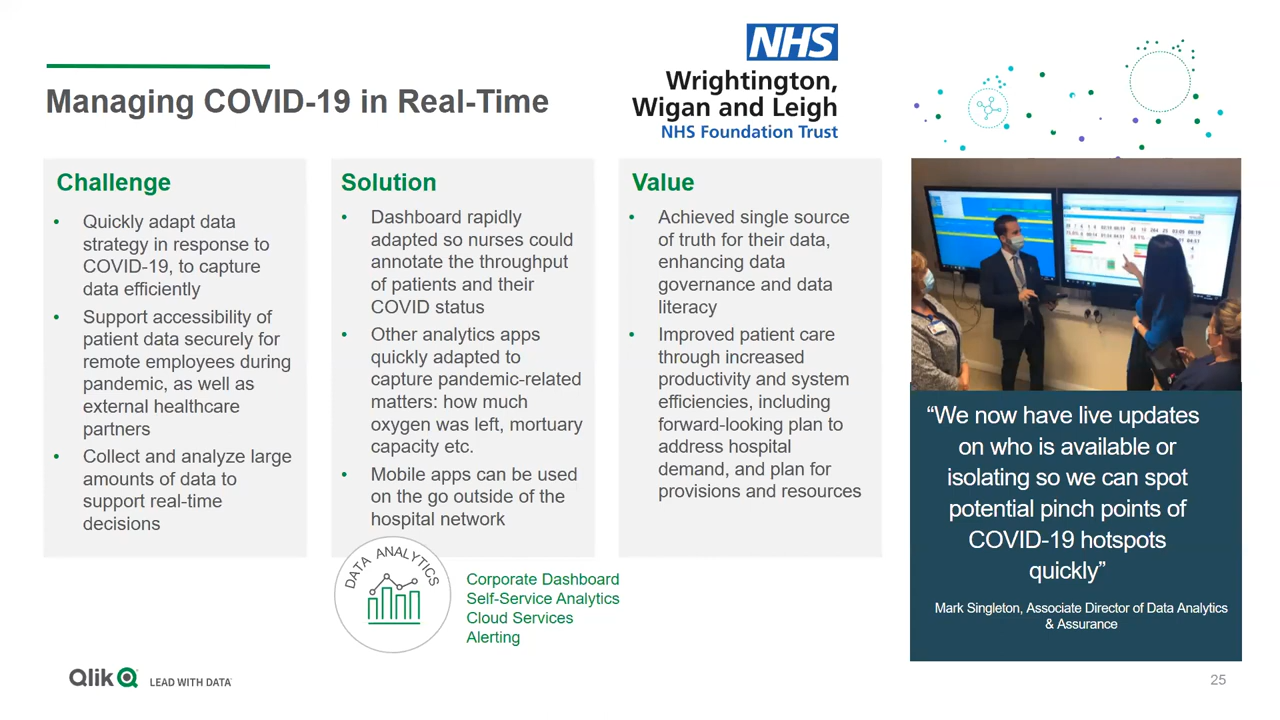 NHS
Wrightington,
Wigan and Leigh
NHS Foundation Trust
Managing COVID-19 in Real-Time
Challenge
• Quickly adapt data
strategy in response to
COVID-19, to capture
data efficiently
• Support accessibility of
patient data securely for
remote employees during
pandemic, as well as
external healthcare
partners
• Collect and analyze large
amounts of data to
support real-time
decisions
Solution
• Dashboard rapidly
adapted so nurses could
annotate the throughput
of patients and their
COVID status
• Other analytics apps
quickly adapted to
capture pandemic-related
matters: how much
oxygen was left, mortuary
capacity etc.
• Mobile apps can be used
on the go outside of the
hospital network
Value
• Achieved single source
of truth for their data,
enhancing data
governance and data
literacy
• Improved patient care
through increased
productivity and system
efficiencies, including
forward-looking plan to
address hospital
demand, and plan for
provisions and resources
“We now have live updates
on who is available or
isolating so we can spot
potential pinch points of
COVID-19 hotspots
quickly”
Mark Singleton, Associate Director of Data Analytics
& Assurance
DATA ANALYTICS
Corporate Dashboard
Self-Service Analytics
Cloud Services
Alerting
Qlik
LEAD WITH DATA
25